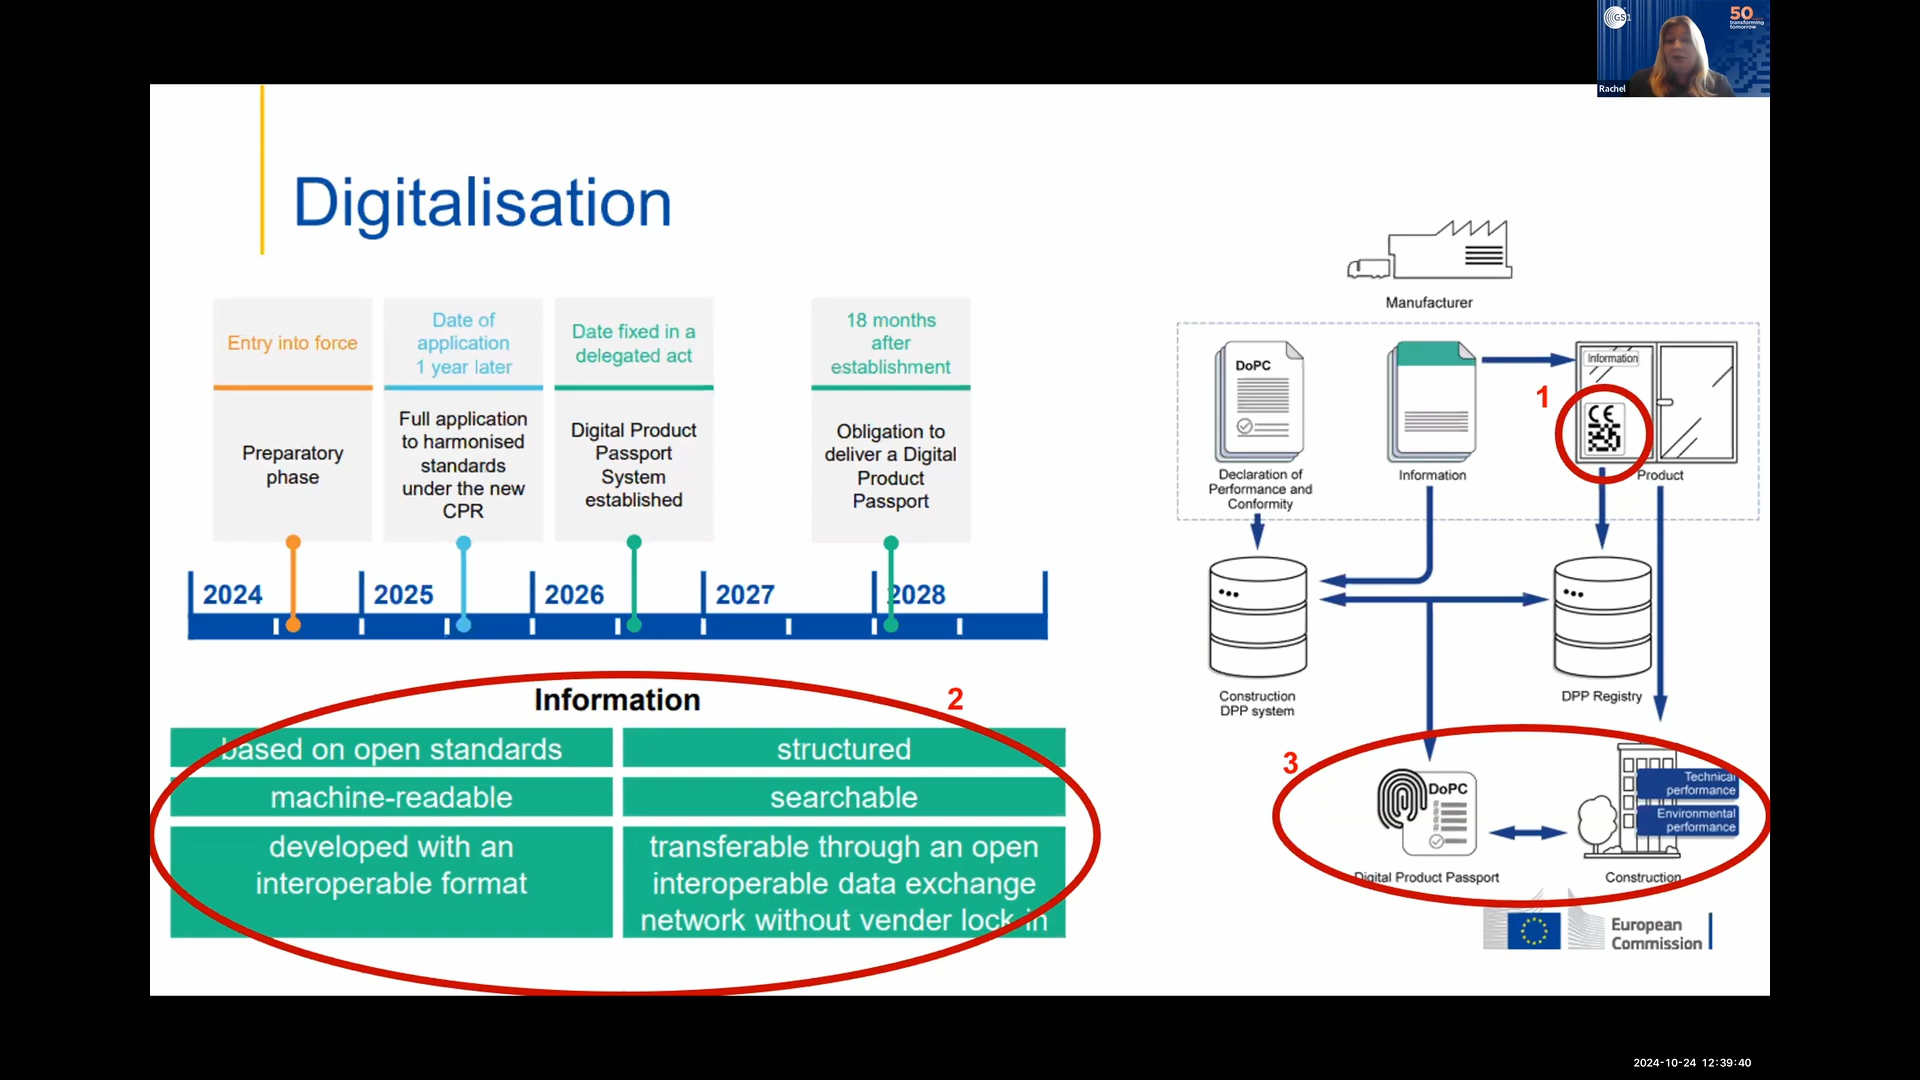 GS1
50
transforming
tomorrow
Rachel
Digitalisation
Entry into force
Preparatory
phase
Date of
application
1 year later
Full application
to harmonised
standards
under the new
CPR
Date fixed in a
delegated act
Digital Product
Passport
System
established
18 months
after
establishment
Obligation to
deliver a Digital
Product
Passport
2024
2025
2026
2027
2028
Information
2
based on open standards
structured
machine-readable
searchable
developed with an
interoperable format
transferable through an open
interoperable data exchange
network without vender lock-in
Manufacturer
DoPC
Declaration of
Performance and
Conformity
Information
Information
1
CE
Product
Construction
DPP system
DPP Registry
3
DoPC
Digital Product Passport
Technical
performance
Environmental
performance
Construction
European
Commission
2024-10-24 12:39:40